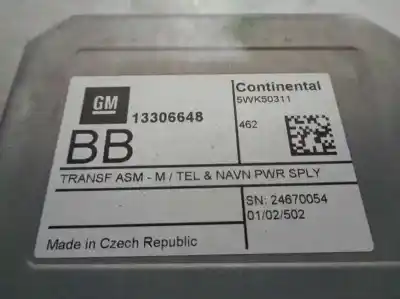 GM 13306648
Continental
5WK50311
BB
462
TRANSF ASM - M / TEL & NAVN PWR SPLY
SN: 24670054
01/02/502
Made in Czech Republic